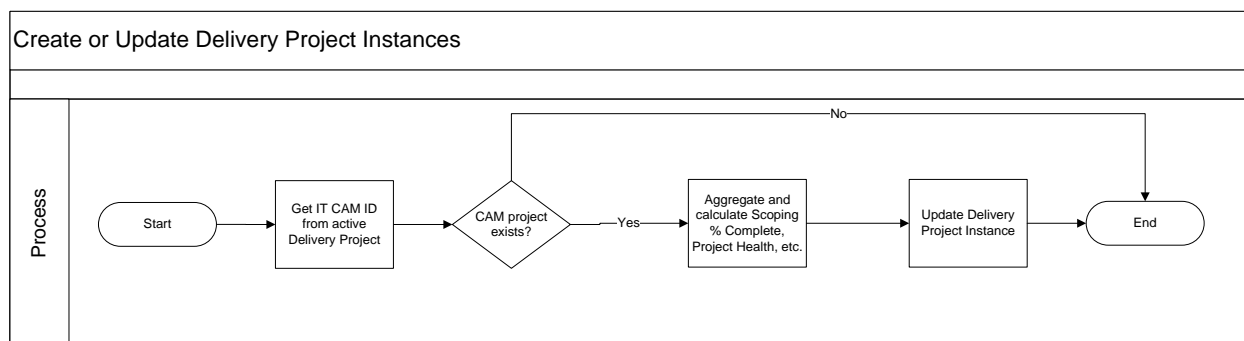 Create or Update Delivery Project Instances
Process
Start
Get IT CAM ID
from active
Delivery Project
CAM project
exists?
No
Yes
Aggregate and
calculate Scoping
% Complete,
Project Health, etc.
Update Delivery
Project Instance
End